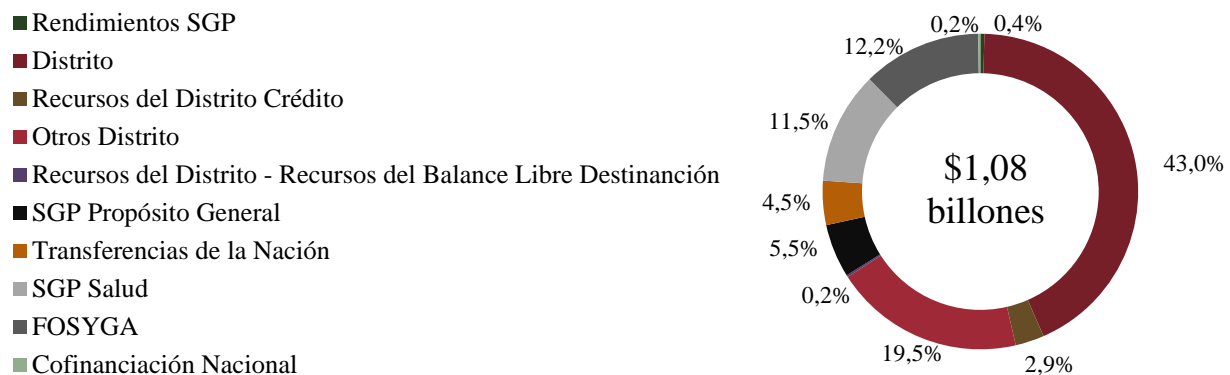 Rendimientos SGP
Distrito
Recursos del Distrito Crédito
Otros Distrito
Recursos del Distrito - Recursos del Balance Libre Destinanción
SGP Propósito General
Transferencias de la Nación
SGP Salud
FOSYGA
Cofinanciación Nacional
0,2%
0,4%
12,2%
11,5%
43,0%
4,5%
5,5%
0,2%
19,5%
2,9%
$1,08
billones